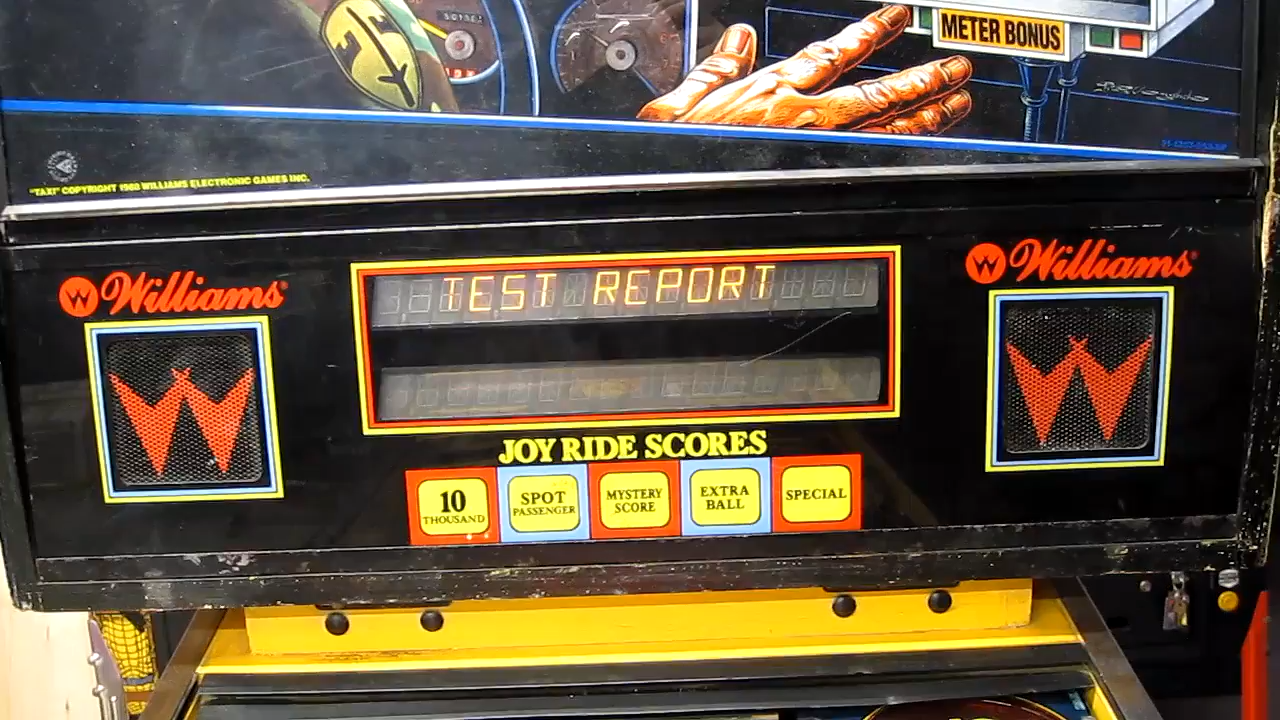 METER BONUS
"TAXI" COPYRIGHT 1988 WILLIAMS ELECTRONIC GAMES INC.
Williams
Williams
TEST REPORT
JOY RIDE SCORES
10 THOUSAND
SPOT PASSENGER
MYSTERY SCORE
EXTRA BALL
SPECIAL